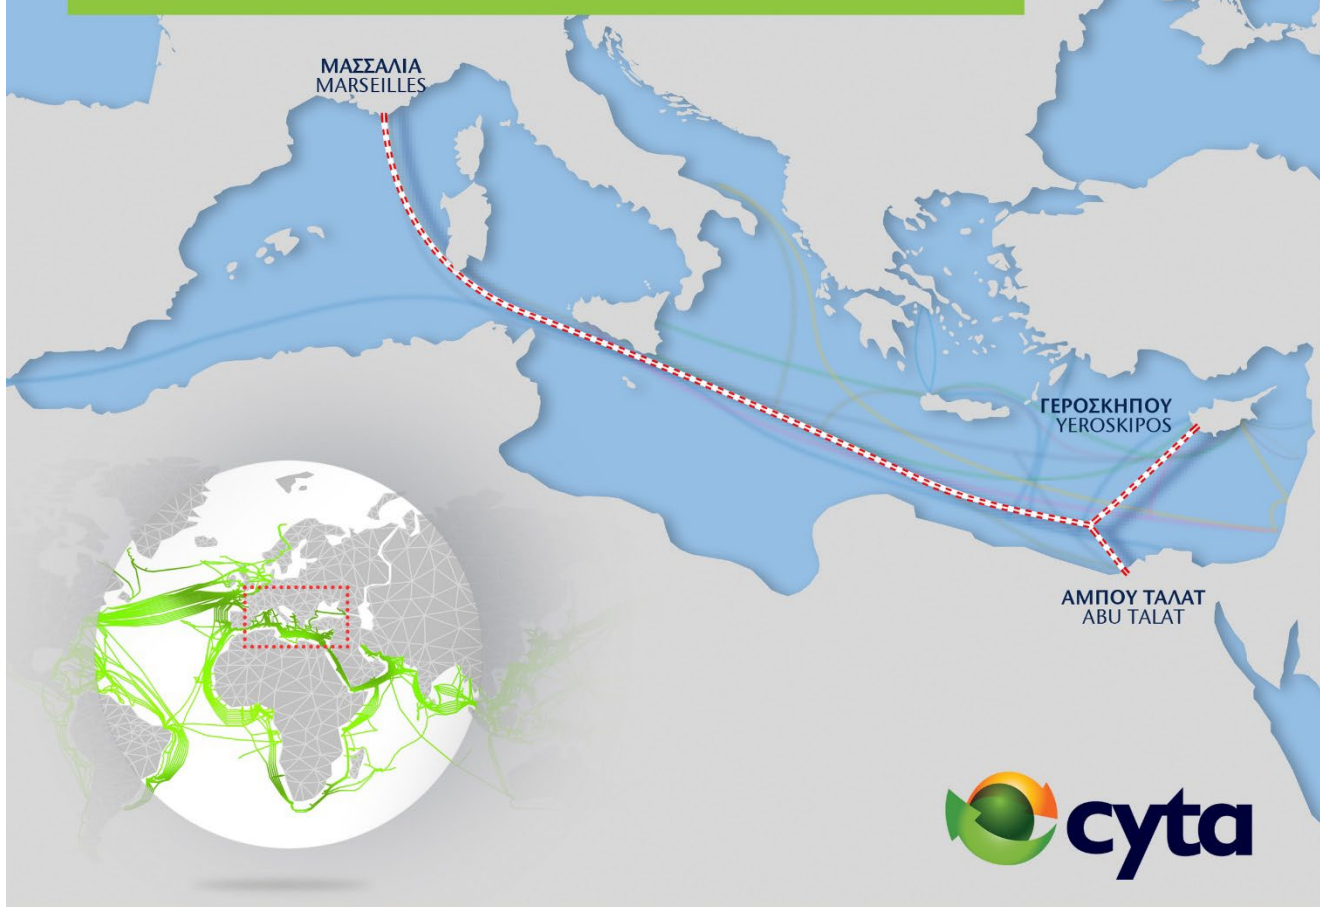 ΜΑΣΣΑΛΙΑ
MARSEILLES
ΓΕΡΟΣΚΗΠΟΥ
YEROSKIPOS
ΑΜΠΟΥ ΤΑΛΑΤ
ABU TALAT
cyta